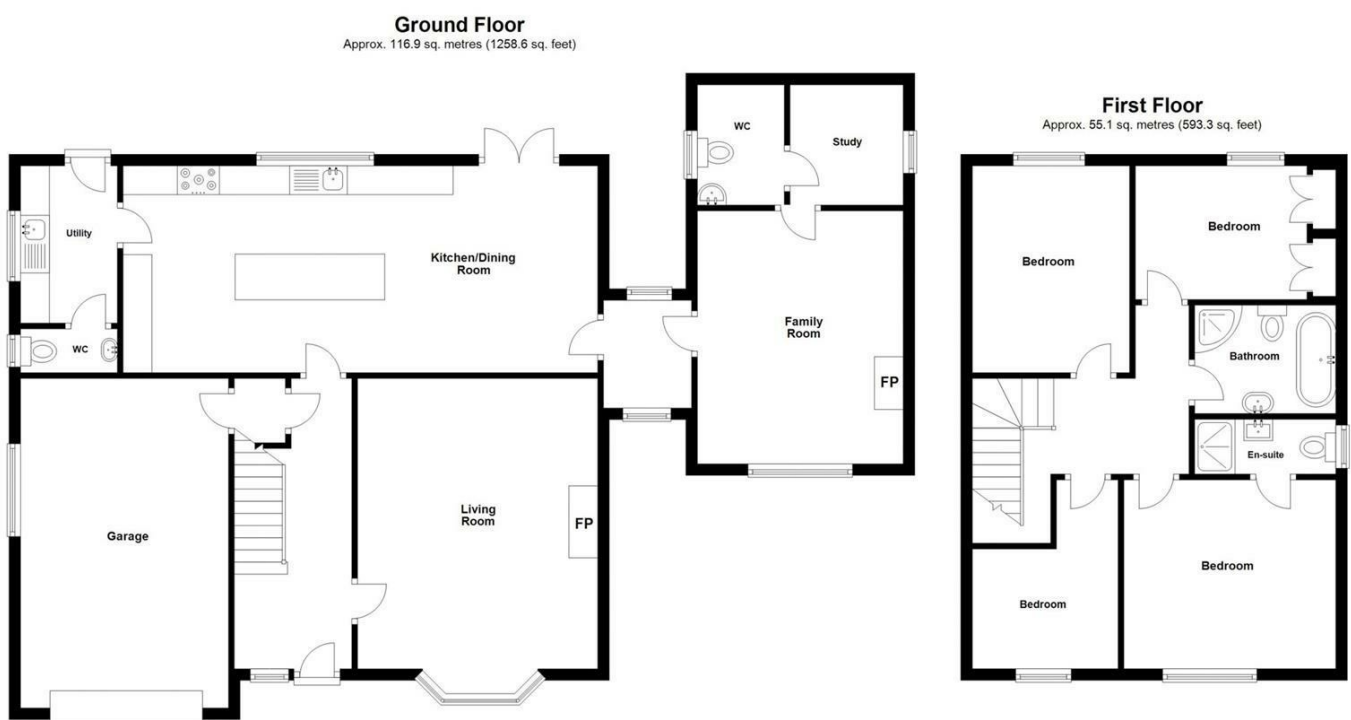 Ground Floor
Approx. 116.9 sq. metres (1258.6 sq. feet)
WC
Study
Utility
Kitchen/Dining
Room
WC
Family
Room
FP
Living
Room
FP
Garage
First Floor
Approx. 55.1 sq. metres (593.3 sq. feet)
Bedroom
Bedroom
Bathroom
En-suite
Bedroom
Bedroom